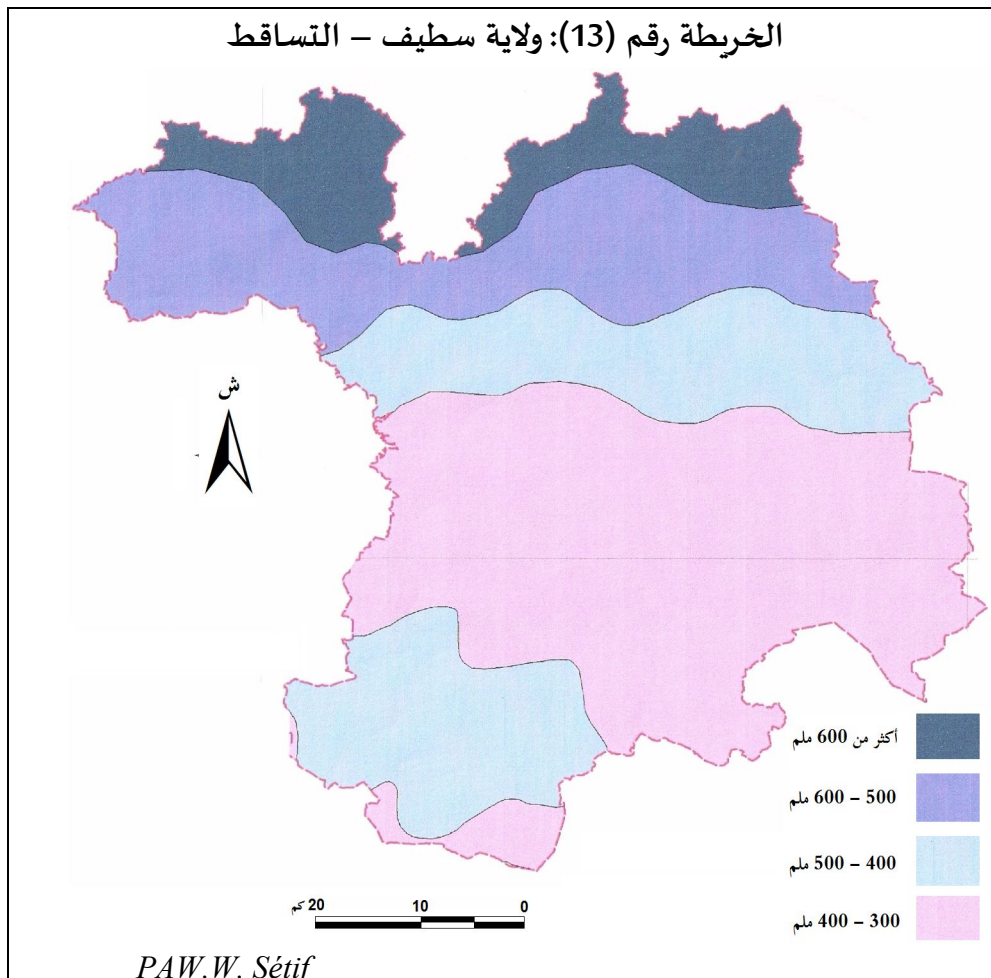 الخريطة رقم (13): ولاية سطيف – التساقط
ش
أكثر من 600 ملم
500 – 600 ملم
400 – 500 ملم
300 – 400 ملم
0 10 20 كم
PAW.W. Sétif